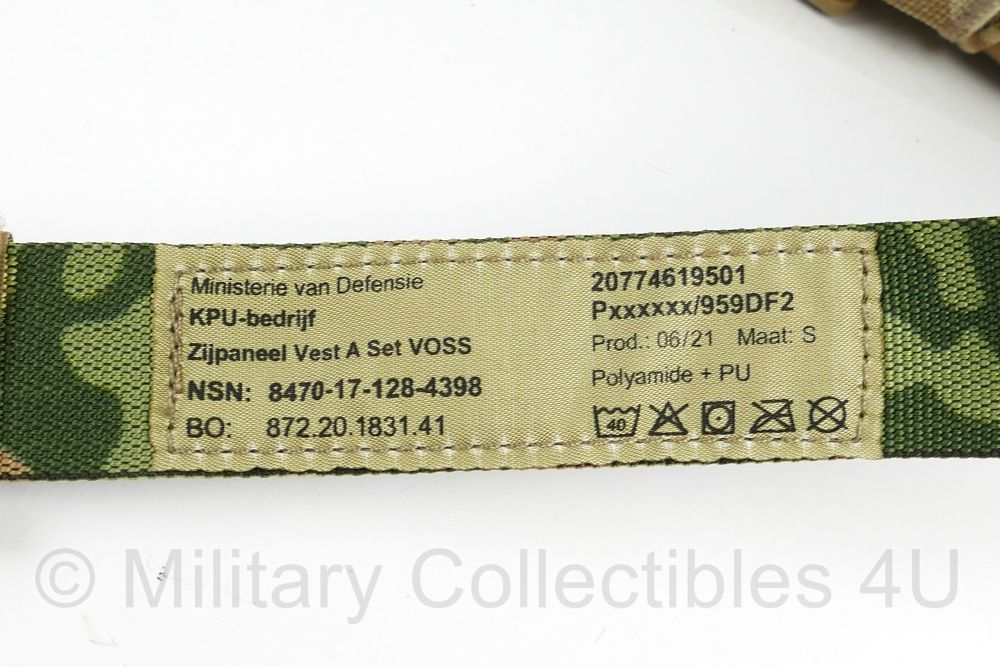 Ministerie van Defensie
KPU-bedrijf
Zijpaneel Vest A Set VOSS
NSN: 8470-17-128-4398
BO: 872.20.1831.41
20774619501
Pxxxxxx/959DF2
Prod.: 06/21 Maat: S
Polyamide + PU
40
© Military Collectibles 4U